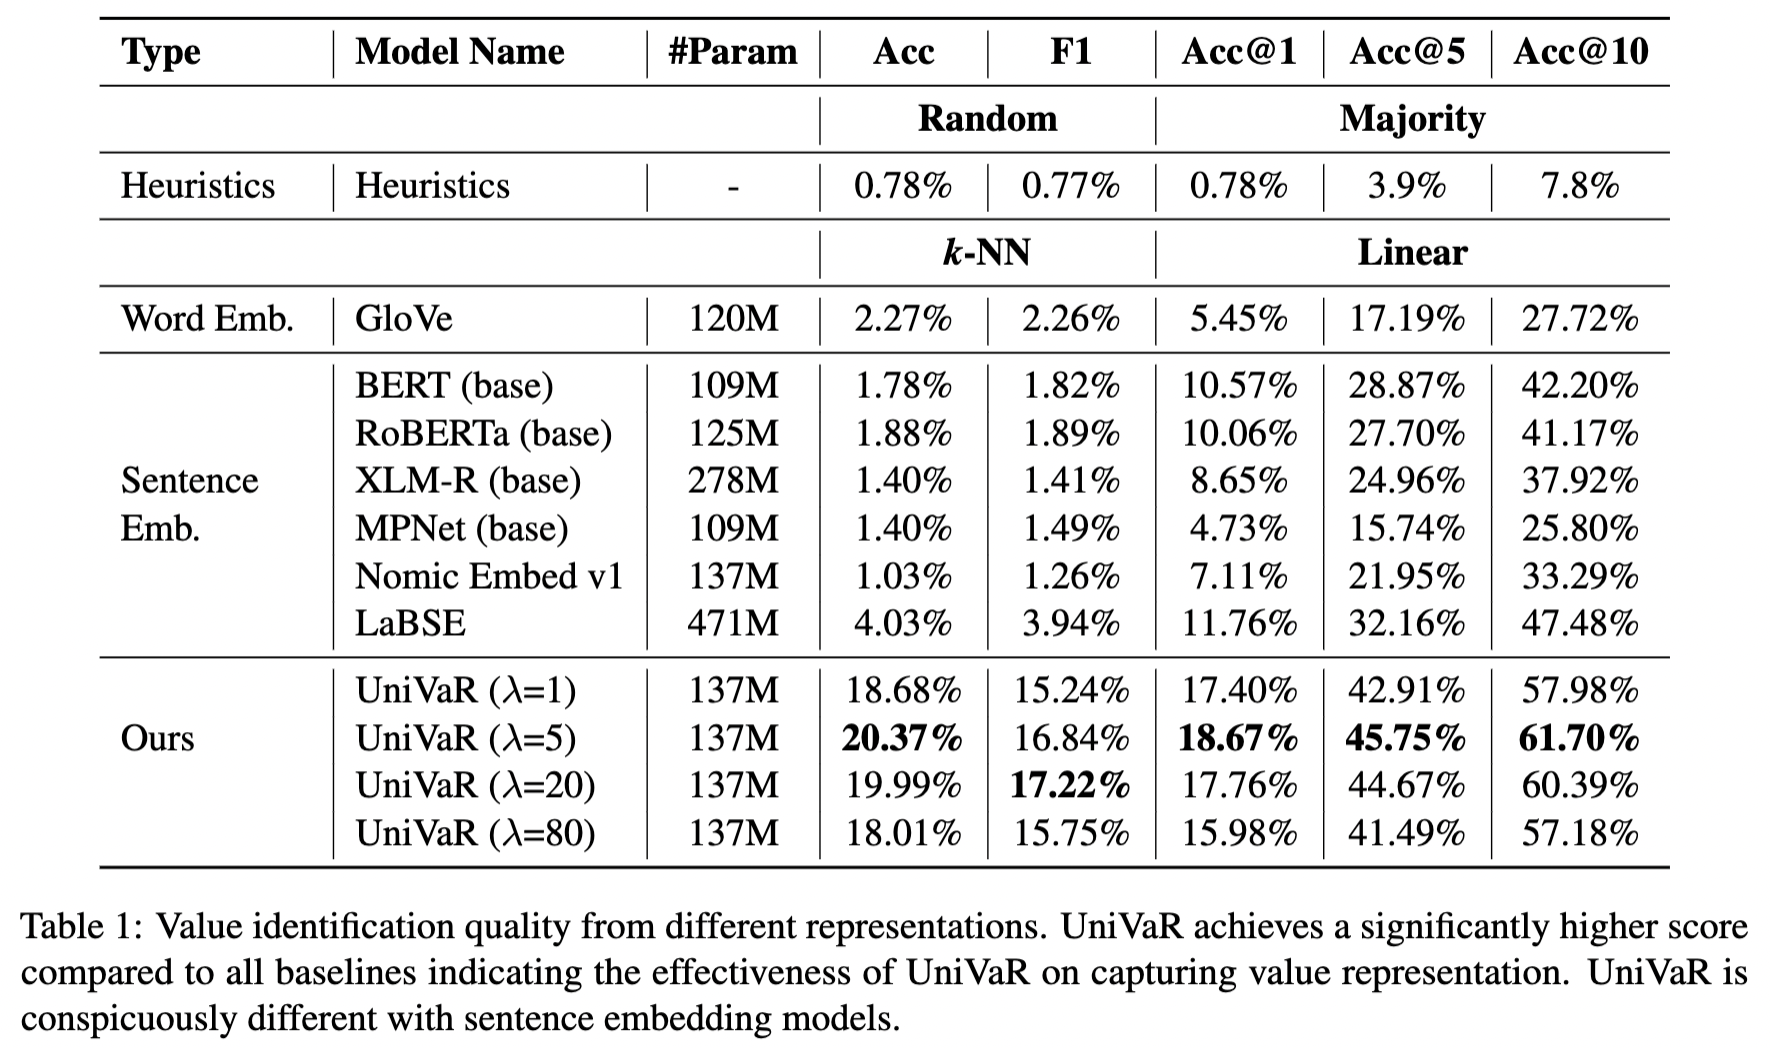 Type Model Name #Param Acc F1 Acc@1 Acc@5 Acc@10
Random Majority
Heuristics Heuristics - 0.78% 0.77% 0.78% 3.9% 7.8%
k-NN Linear
Word Emb. GloVe 120M 2.27% 2.26% 5.45% 17.19% 27.72%
BERT (base) 109M 1.78% 1.82% 10.57% 28.87% 42.20%
RoBERTa (base) 125M 1.88% 1.89% 10.06% 27.70% 41.17%
Sentence XLM-R (base) 278M 1.40% 1.41% 8.65% 24.96% 37.92%
Emb. MPNet (base) 109M 1.40% 1.49% 4.73% 15.74% 25.80%
Nomic Embed v1 137M 1.03% 1.26% 7.11% 21.95% 33.29%
LaBSE 471M 4.03% 3.94% 11.76% 32.16% 47.48%
UniVaR (λ=1) 137M 18.68% 15.24% 17.40% 42.91% 57.98%
Ours UniVaR (λ=5) 137M 20.37% 16.84% 18.67% 45.75% 61.70%
UniVaR (λ=20) 137M 19.99% 17.22% 17.76% 44.67% 60.39%
UniVaR (λ=80) 137M 18.01% 15.75% 15.98% 41.49% 57.18%
Table 1: Value identification quality from different representations. UniVaR achieves a significantly higher score
compared to all baselines indicating the effectiveness of UniVaR on capturing value representation. UniVaR is
conspicuously different with sentence embedding models.